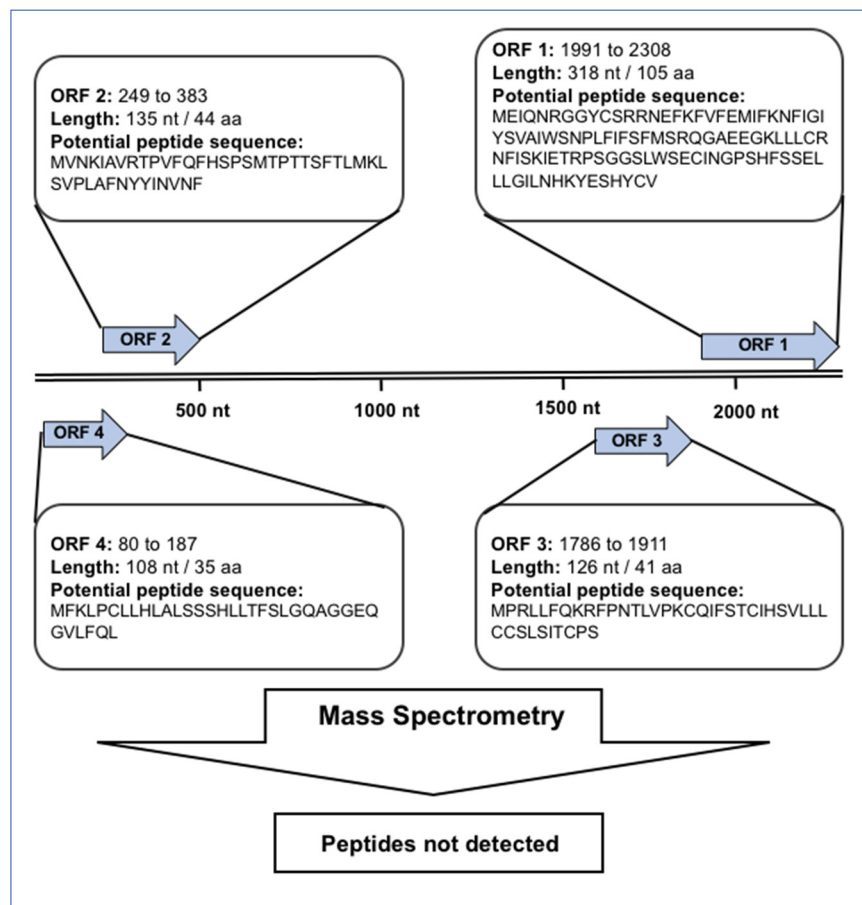 ORF 2: 249 to 383
Length: 135 nt / 44 aa
Potential peptide sequence:
MVNKIAVRTPVFQFHSPSMTPTTSFTLMKL
SVPLAFNYYINVNF
ORF 1: 1991 to 2308
Length: 318 nt / 105 aa
Potential peptide sequence:
MEIQNRGGYCSRRNEFKFVFEMIFKNFIGI
YSVAIWSNPLFIFSFMSRQGAEEGKLLLCR
NFISKIETRPSGGSLWSECINGPSHFSSEL
LLGILNHKYESHYCV
ORF 2
ORF 1
500 nt
1000 nt
1500 nt
2000 nt
ORF 4
ORF 3
ORF 4: 80 to 187
Length: 108 nt / 35 aa
Potential peptide sequence:
MFKLPCLLHLALSSSHLLTFSLGQAGGEQ
GVLFQL
ORF 3: 1786 to 1911
Length: 126 nt / 41 aa
Potential peptide sequence:
MPRLLFQKRFPNTLVPKCQIFSTCIHSVLLL
CCSLSITCPS
Mass Spectrometry
Peptides not detected